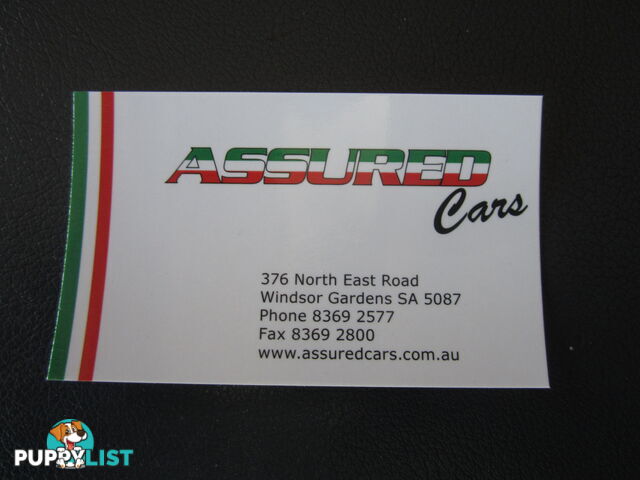 ASSURED
Cars
376 North East Road
Windsor Gardens SA 5087
Phone 8369 2577
Fax 8369 2800
www.assuredcars.com.au
PUPPYLIST